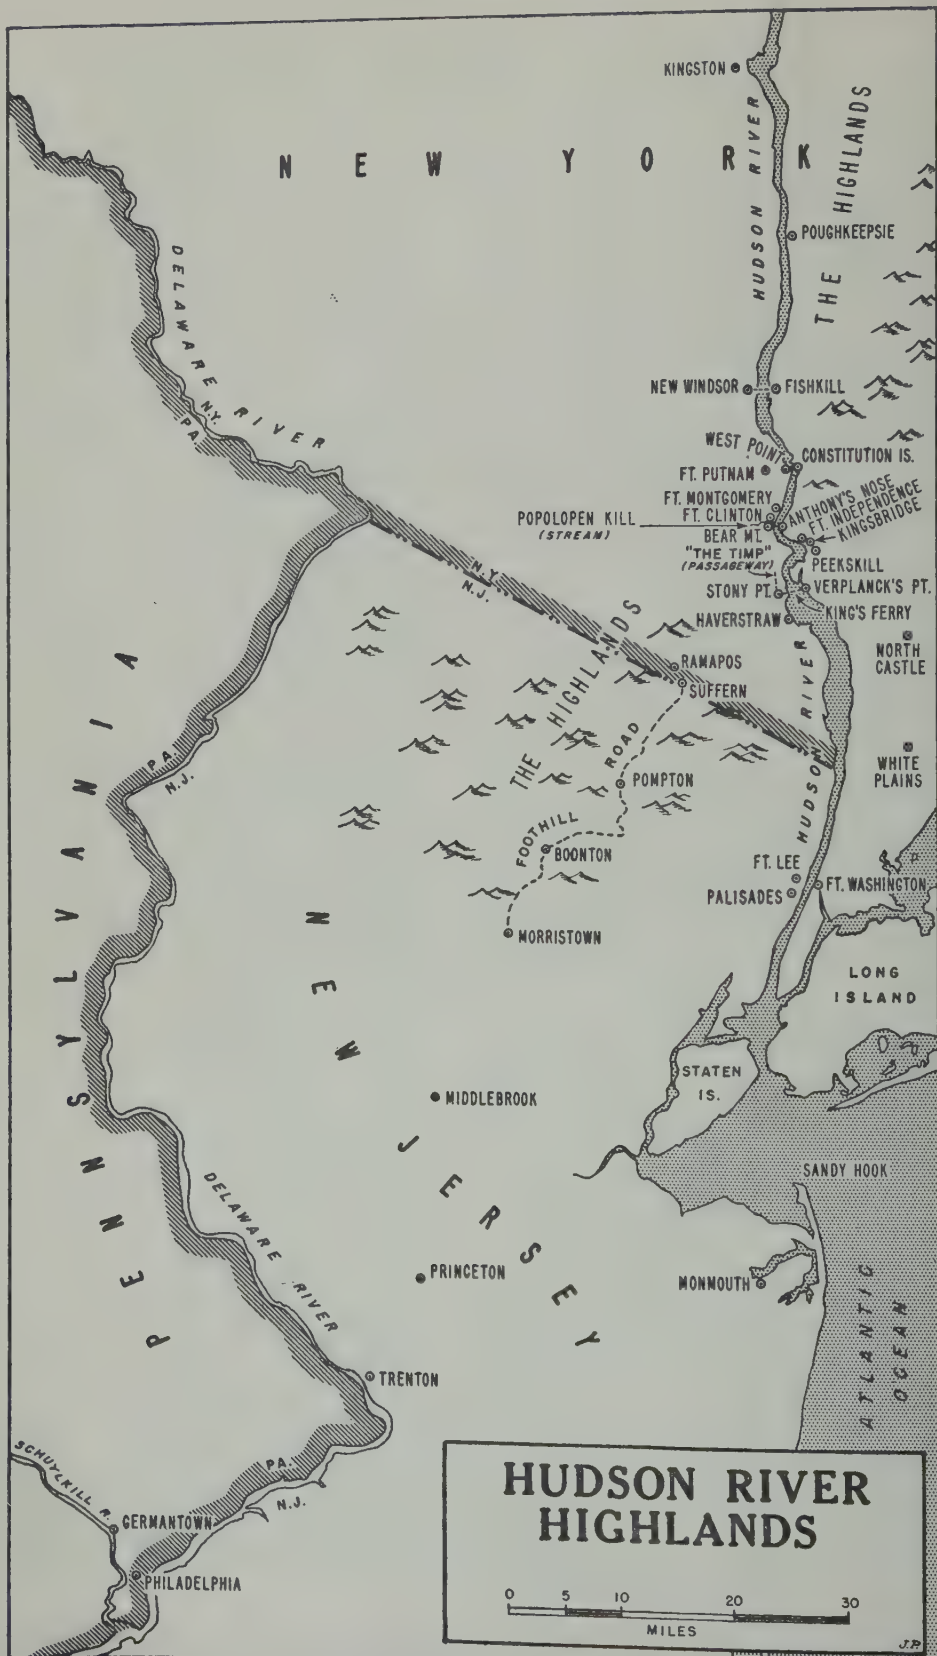 KINGSTON
HUDSON RIVER
THE HIGHLANDS
NEW YORK
POUGHKEEPSIE
DELAWARE RIVER
N.Y.
PA.
NEW WINDSOR
FISHKILL
WEST POINT
CONSTITUTION IS.
FT. PUTNAM
FT. MONTGOMERY
FT. CLINTON
ANTHONY'S NOSE
FT. INDEPENDENCE
KINGSBRIDGE
POPOLOPEN KILL
(STREAM)
BEAR MT.
"THE TIMP"
(PASSAGEWAY)
PEEKSKILL
STONY PT.
VERPLANCK'S PT.
KING'S FERRY
HAVERSTRAW
N.Y.
N.J.
NORTH
CASTLE
RAMAPOS
SUFFERN
HUDSON RIVER
THE HIGHLANDS
WHITE
PLAINS
PA.
N.J.
FOOTHILL ROAD
POMPTON
BOONTON
FT. LEE
PALISADES
FT. WASHINGTON
MORRISTOWN
LONG
ISLAND
PENNSYLVANIA
NEW JERSEY
STATEN
IS.
MIDDLEBROOK
SANDY HOOK
DELAWARE RIVER
PRINCETON
MONMOUTH
ATLANTIC
OCEAN
TRENTON
PA.
N.J.
SCHUYLKILL R.
GERMANTOWN
PHILADELPHIA
HUDSON RIVER
HIGHLANDS
0 5 10 20 30
MILES
J.P.